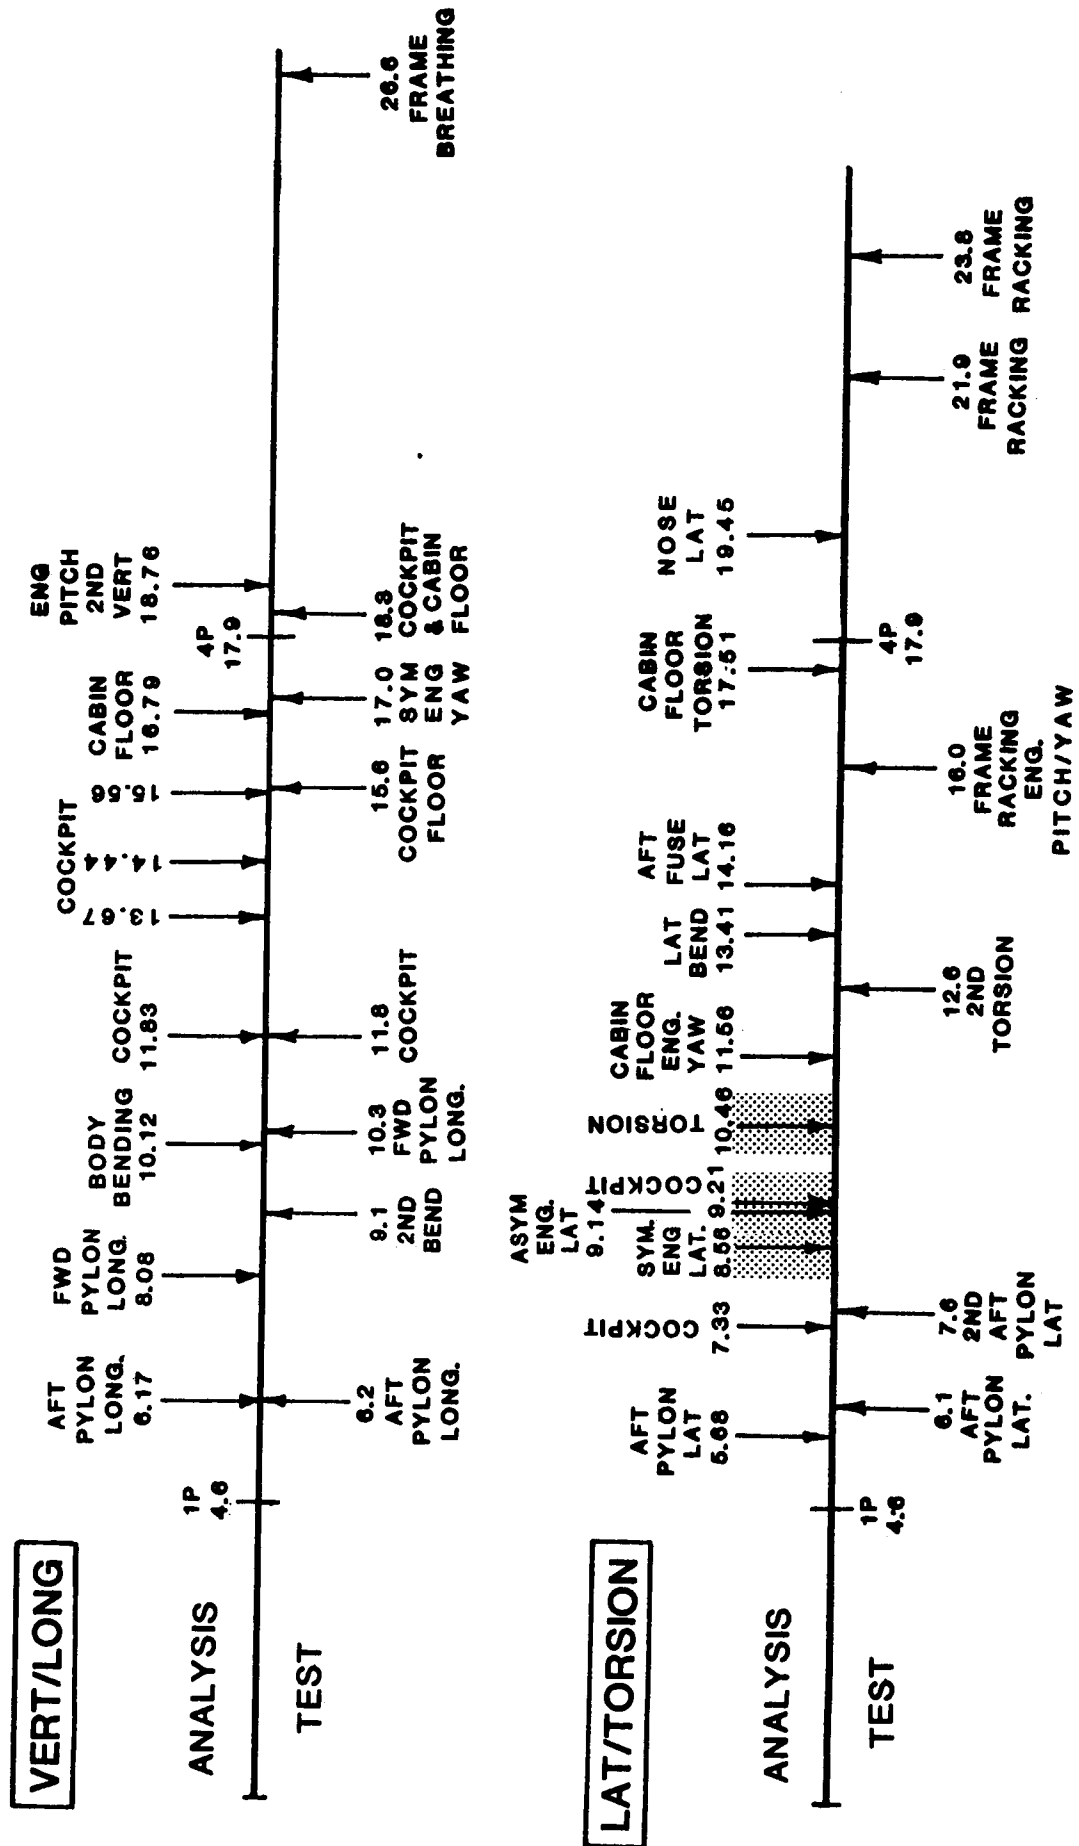 VERT/LONG
ANALYSIS
TEST
1P
4.6
AFT
PYLON
LONG.
6.17
FWD
PYLON
LONG.
8.08
BODY
BENDING
10.12
COCKPIT
11.83
COCKPIT
13.67
14.44
15.56
CABIN
FLOOR
16.79
4P
17.9
ENG
PITCH
2ND
VERT
18.76
6.2
AFT
PYLON
LONG.
9.1
2ND
BEND
10.3
FWD
PYLON
LONG.
11.8
COCKPIT
15.6
COCKPIT
FLOOR
17.0
SYM
ENG
YAW
18.3
COCKPIT
& CABIN
FLOOR
26.6
FRAME
BREATHING
LAT/TORSION
ANALYSIS
TEST
1P
4.6
AFT
PYLON
LAT
5.68
COCKPIT
7.33
SYM.
ENG
LAT.
8.56
ASYM
ENG.
LAT
9.14
COCKPIT
9.21
TORSION
10.46
CABIN
FLOOR
ENG.
YAW
11.56
LAT
BEND
13.41
AFT
FUSE
LAT
14.16
CABIN
FLOOR
TORSION
17.51
NOSE
LAT
19.45
6.1
AFT
PYLON
LAT.
7.6
2ND
AFT
PYLON
LAT
12.6
2ND
TORSION
16.0
FRAME
RACKING
ENG.
PITCH/YAW
4P
17.9
21.9
FRAME
RACKING
23.8
FRAME
RACKING